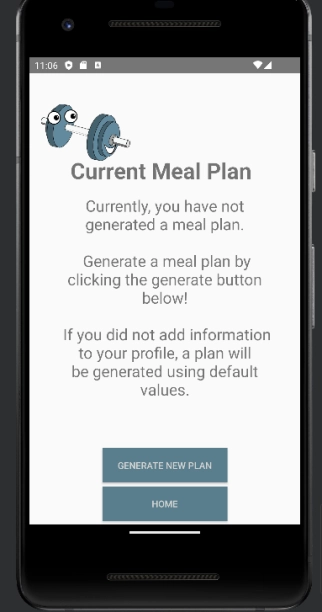 11:06
Current Meal Plan
Currently, you have not
generated a meal plan.
Generate a meal plan by
clicking the generate button
below!
If you did not add information
to your profile, a plan will
be generated using default
values.
GENERATE NEW PLAN
HOME